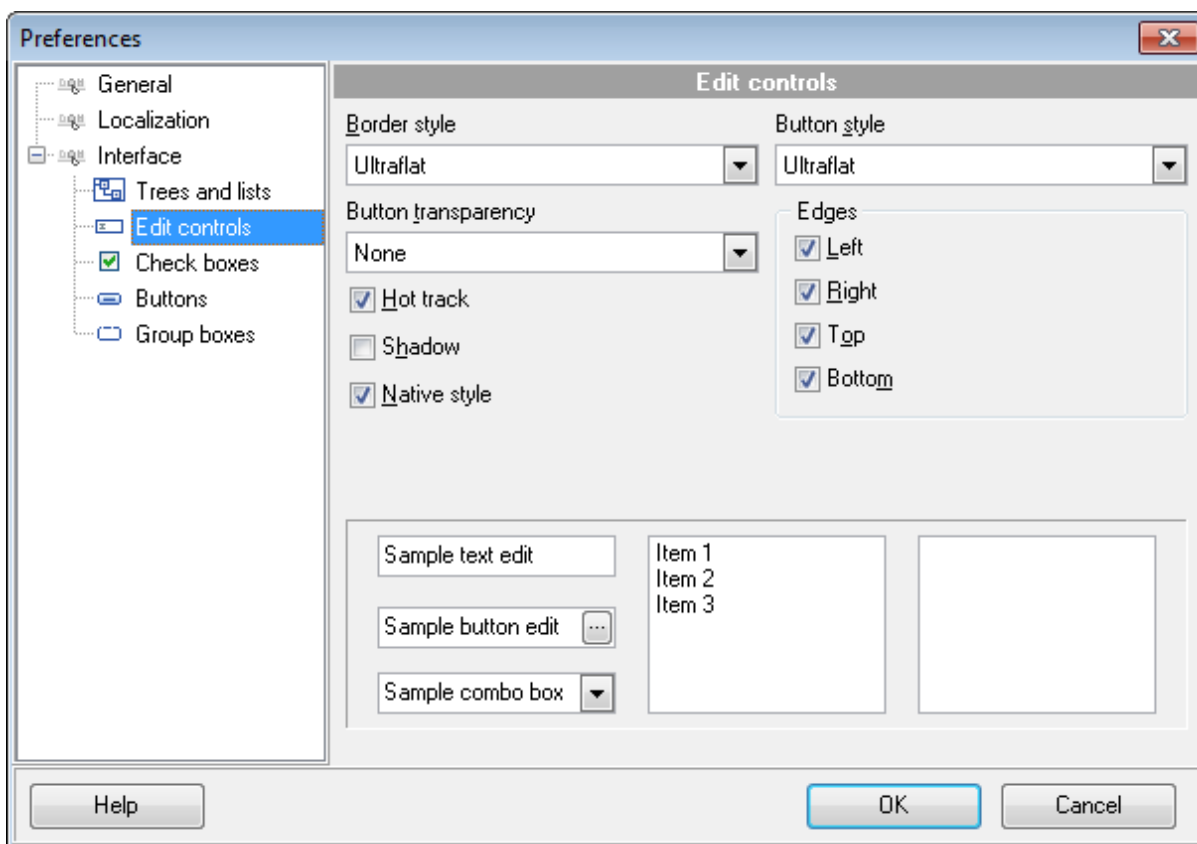 Preferences
General
Localization
Interface
Trees and lists
Edit controls
Check boxes
Buttons
Group boxes
Edit controls
Border style
Ultraflat
Button style
Ultraflat
Button transparency
None
Hot track
Shadow
Native style
Edges
Left
Right
Top
Bottom
Sample text edit
Sample button edit
...
Sample combo box
Item 1
Item 2
Item 3
Help
OK
Cancel